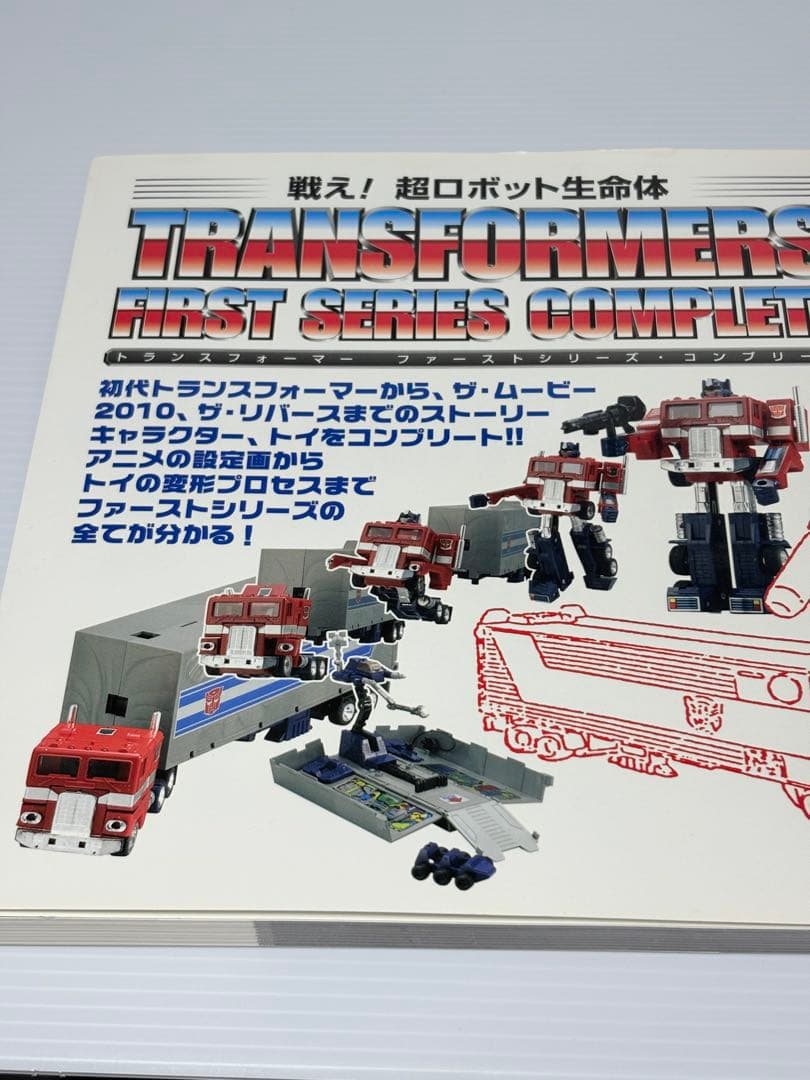 戦え! 超ロボット生命体
TRANSFORMERS
FIRST SERIES COMPLET
トランスフォーマー ファーストシリーズ・コンプリー
初代トランスフォーマーから、ザ・ムービー
2010、ザ・リバースまでのストーリー
キャラクター、トイをコンプリート!!
アニメの設定画から
トイの変形プロセスまで
ファーストシリーズの
全てが分かる!